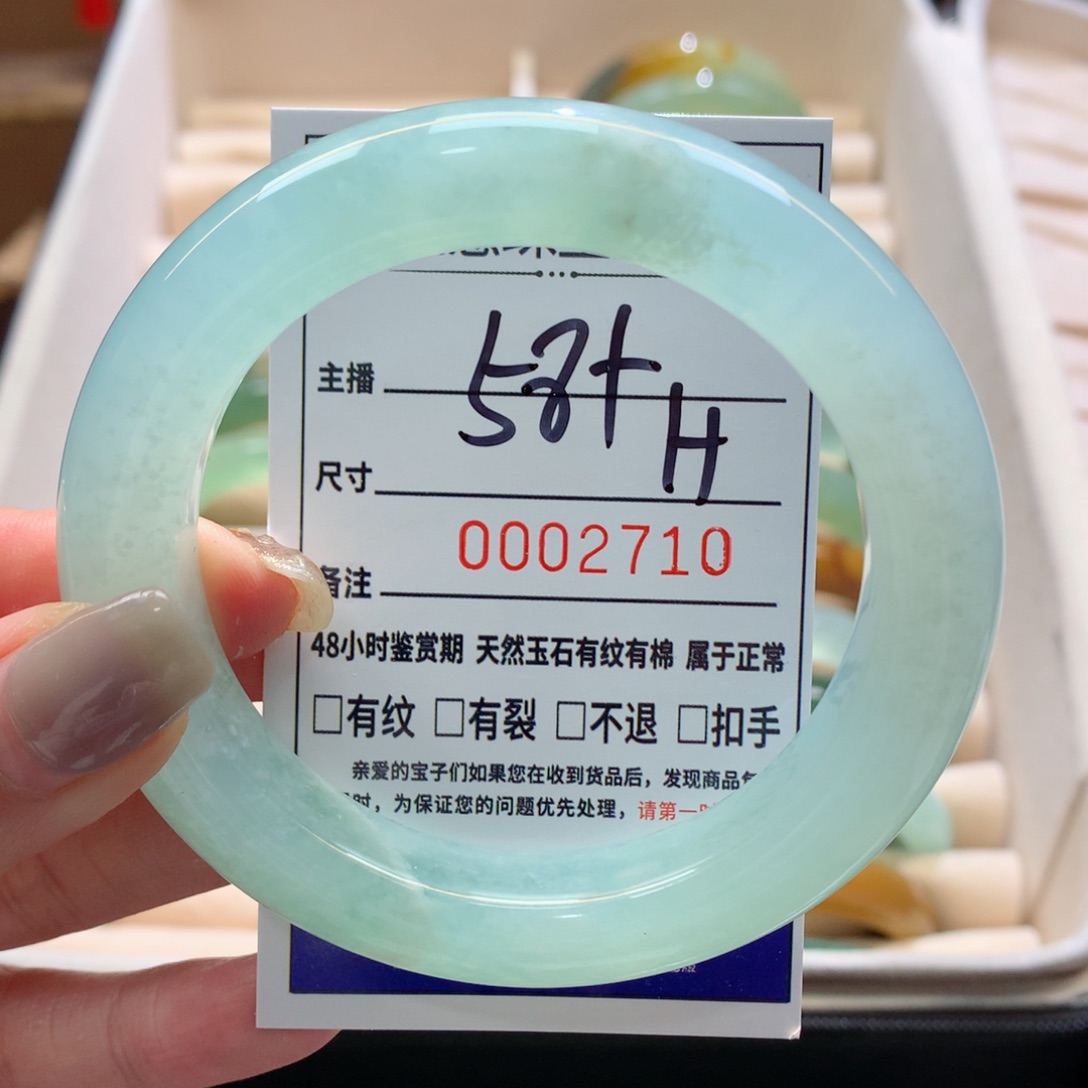 主播
58+
H
尺寸
0002710
备注
48小时鉴赏期 天然玉石有纹有棉 属于正常
□有纹 □有裂 □不退 □扣手
亲爱的宝子们如果您在收到货品后,发现商品
时,为保证您的问题优先处理,请第一